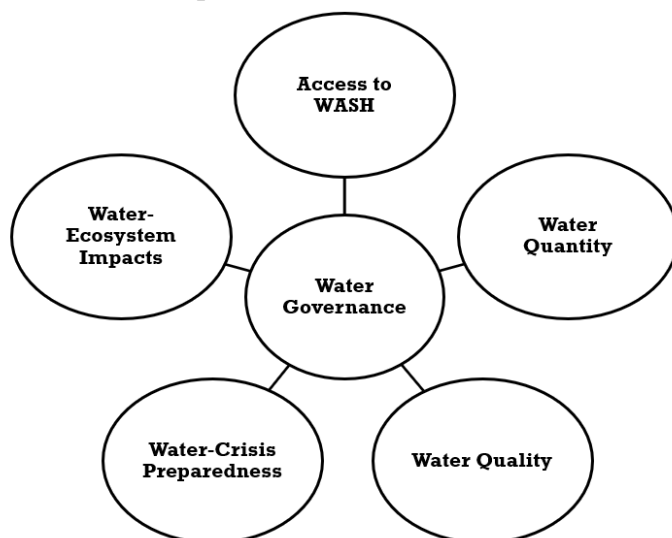 Access to
WASH
Water-
Ecosystem
Impacts
Water
Quantity
Water
Governance
Water-Crisis
Preparedness
Water Quality